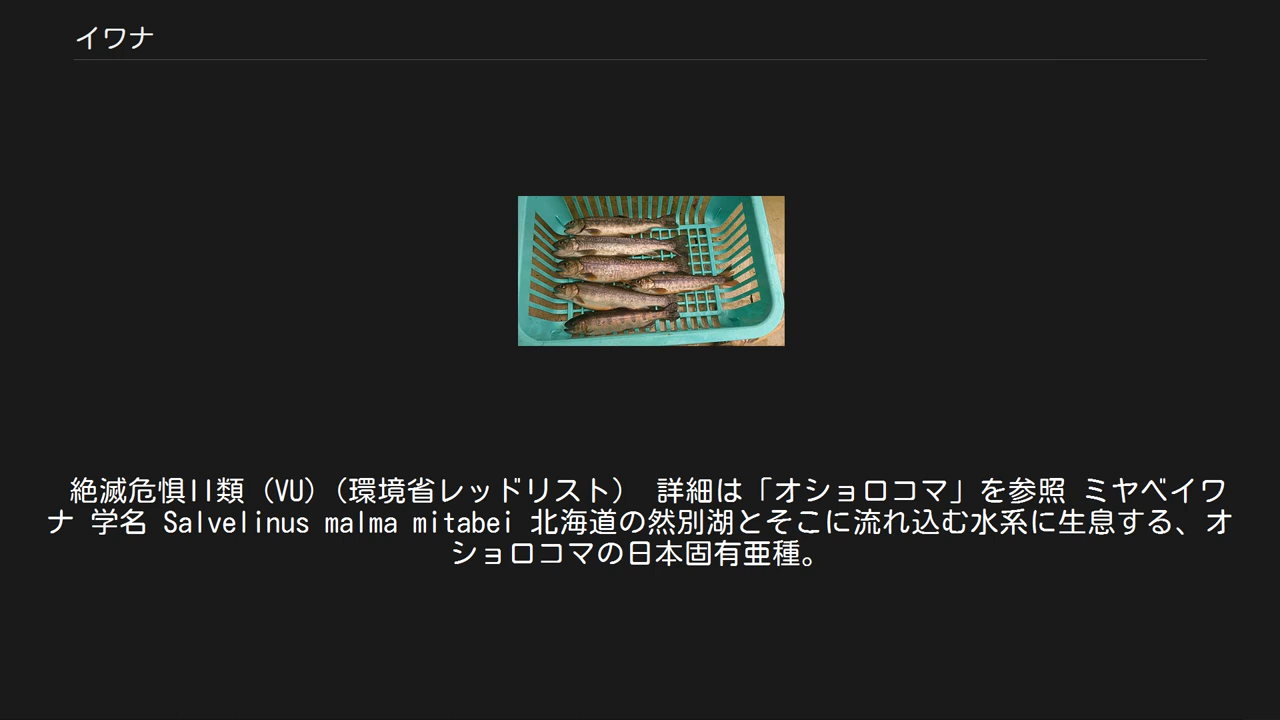 イワナ
絶滅危惧II類 (VU)(環境省レッドリスト) 詳細は「オショロコマ」を参照 ミヤベイワ
ナ 学名 Salvelinus malma mitabei 北海道の然別湖とそこに流れ込む水系に生息する、オ
ショロコマの日本固有亜種。